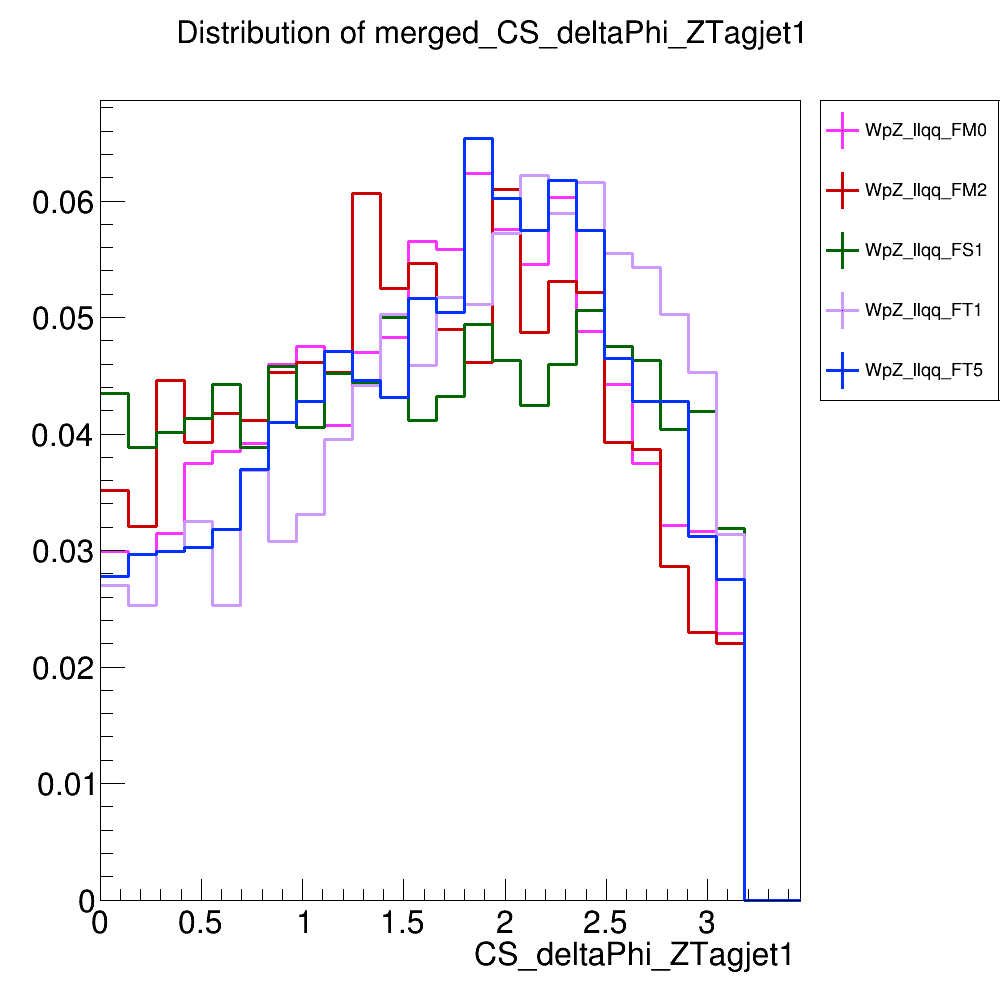 Distribution of merged_CS_deltaPhi_ZTagjet1
WpZ_llqq_FM0
WpZ_llqq_FM2
WpZ_llqq_FS1
WpZ_llqq_FT1
WpZ_llqq_FT5
0.06
0.05
0.04
0.03
0.02
0.01
0
0 0.5 1 1.5 2 2.5 3
CS_deltaPhi_ZTagjet1